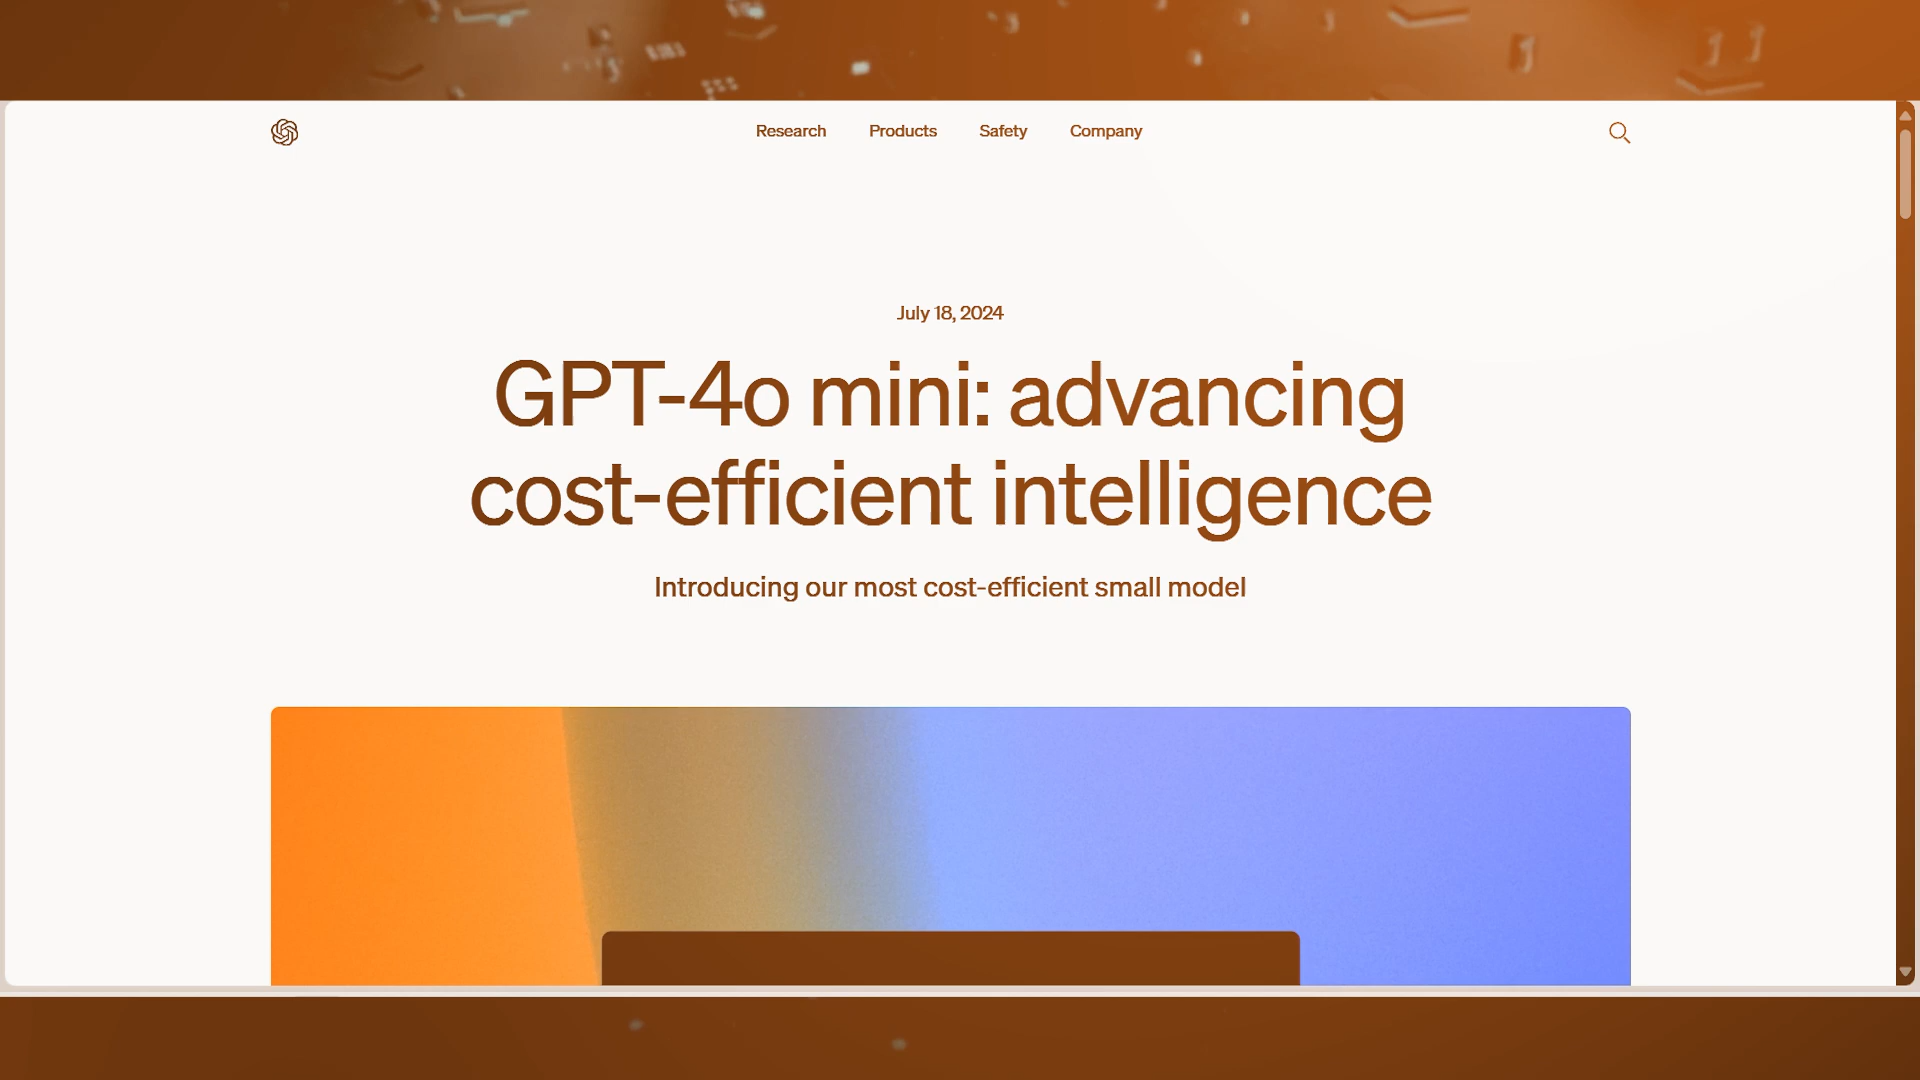 Research Products Safety Company
July 18, 2024
GPT-4o mini: advancing
cost-efficient intelligence
Introducing our most cost-efficient small model